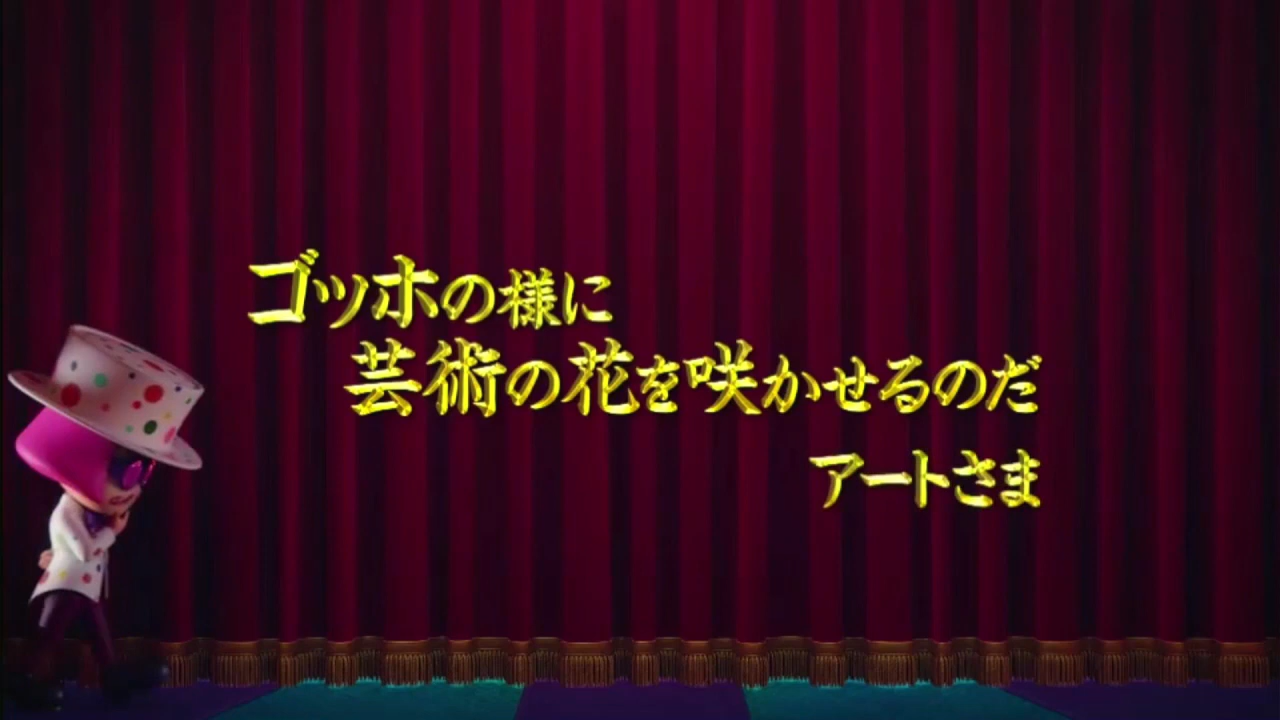 ゴッホの様に
芸術の花を咲かせるのだ
アートさま